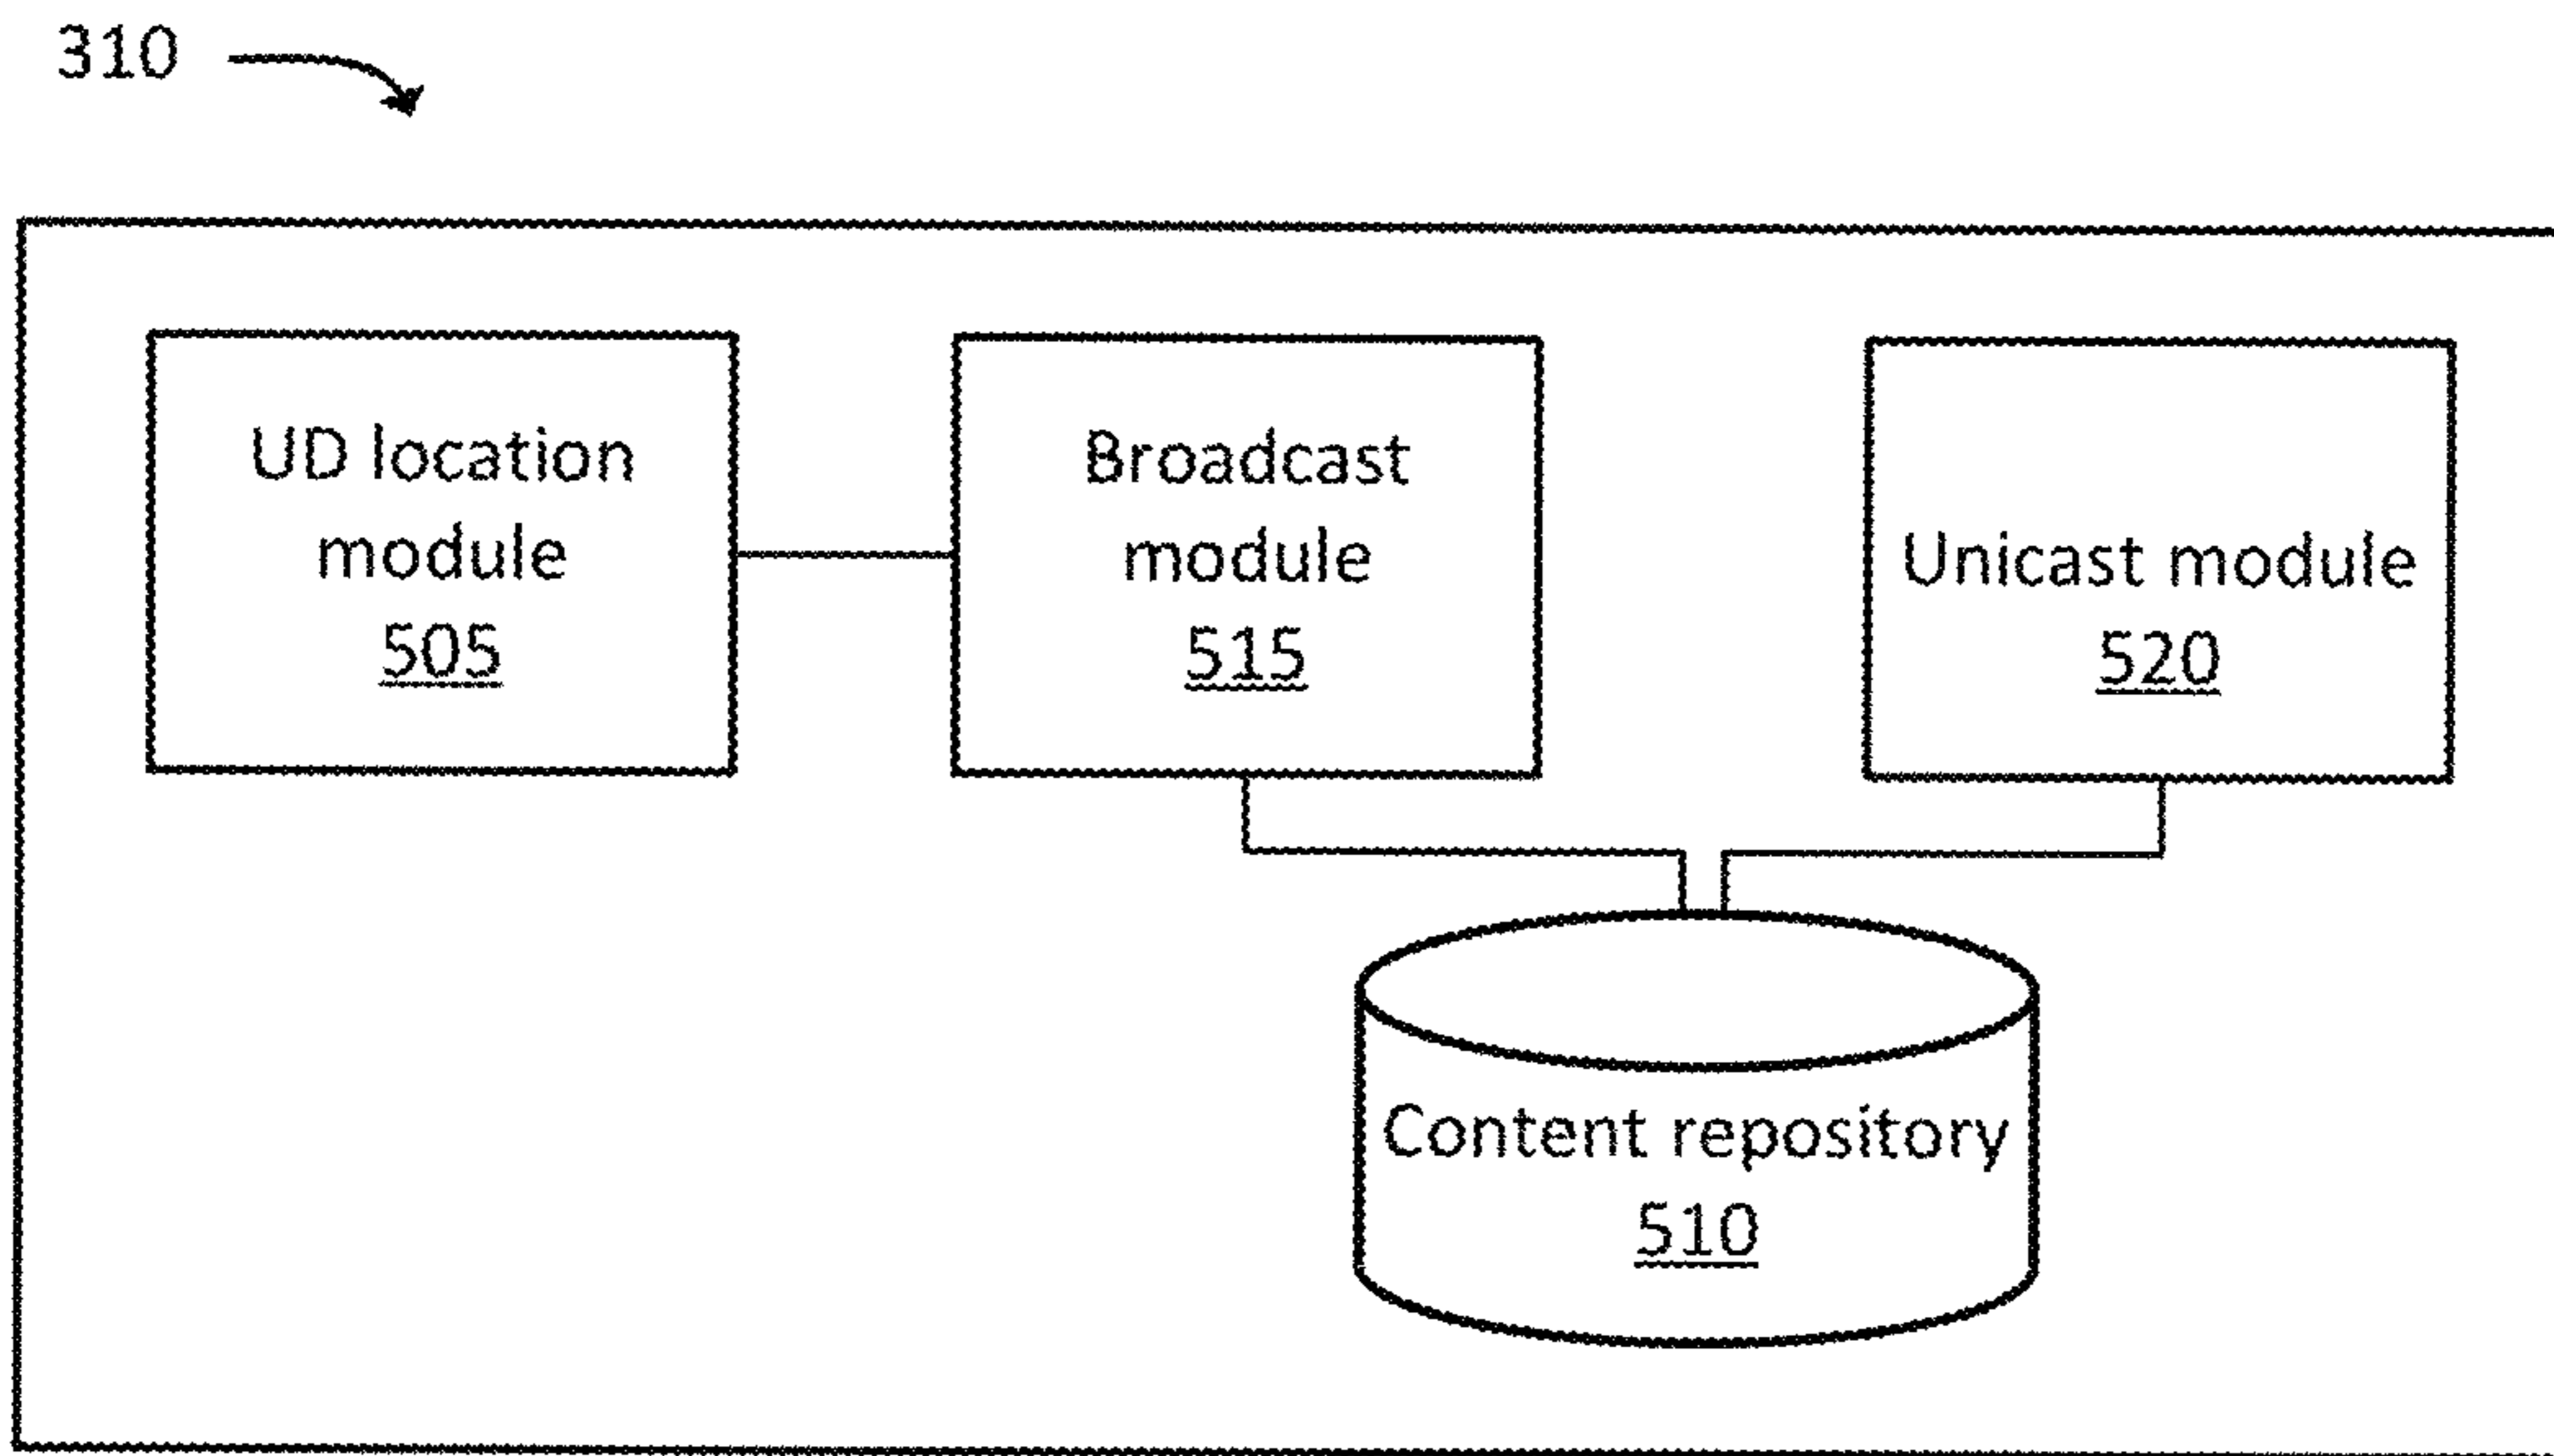 310
UD location
module
505
Broadcast
module
515
Unicast module
520
Content repository
510